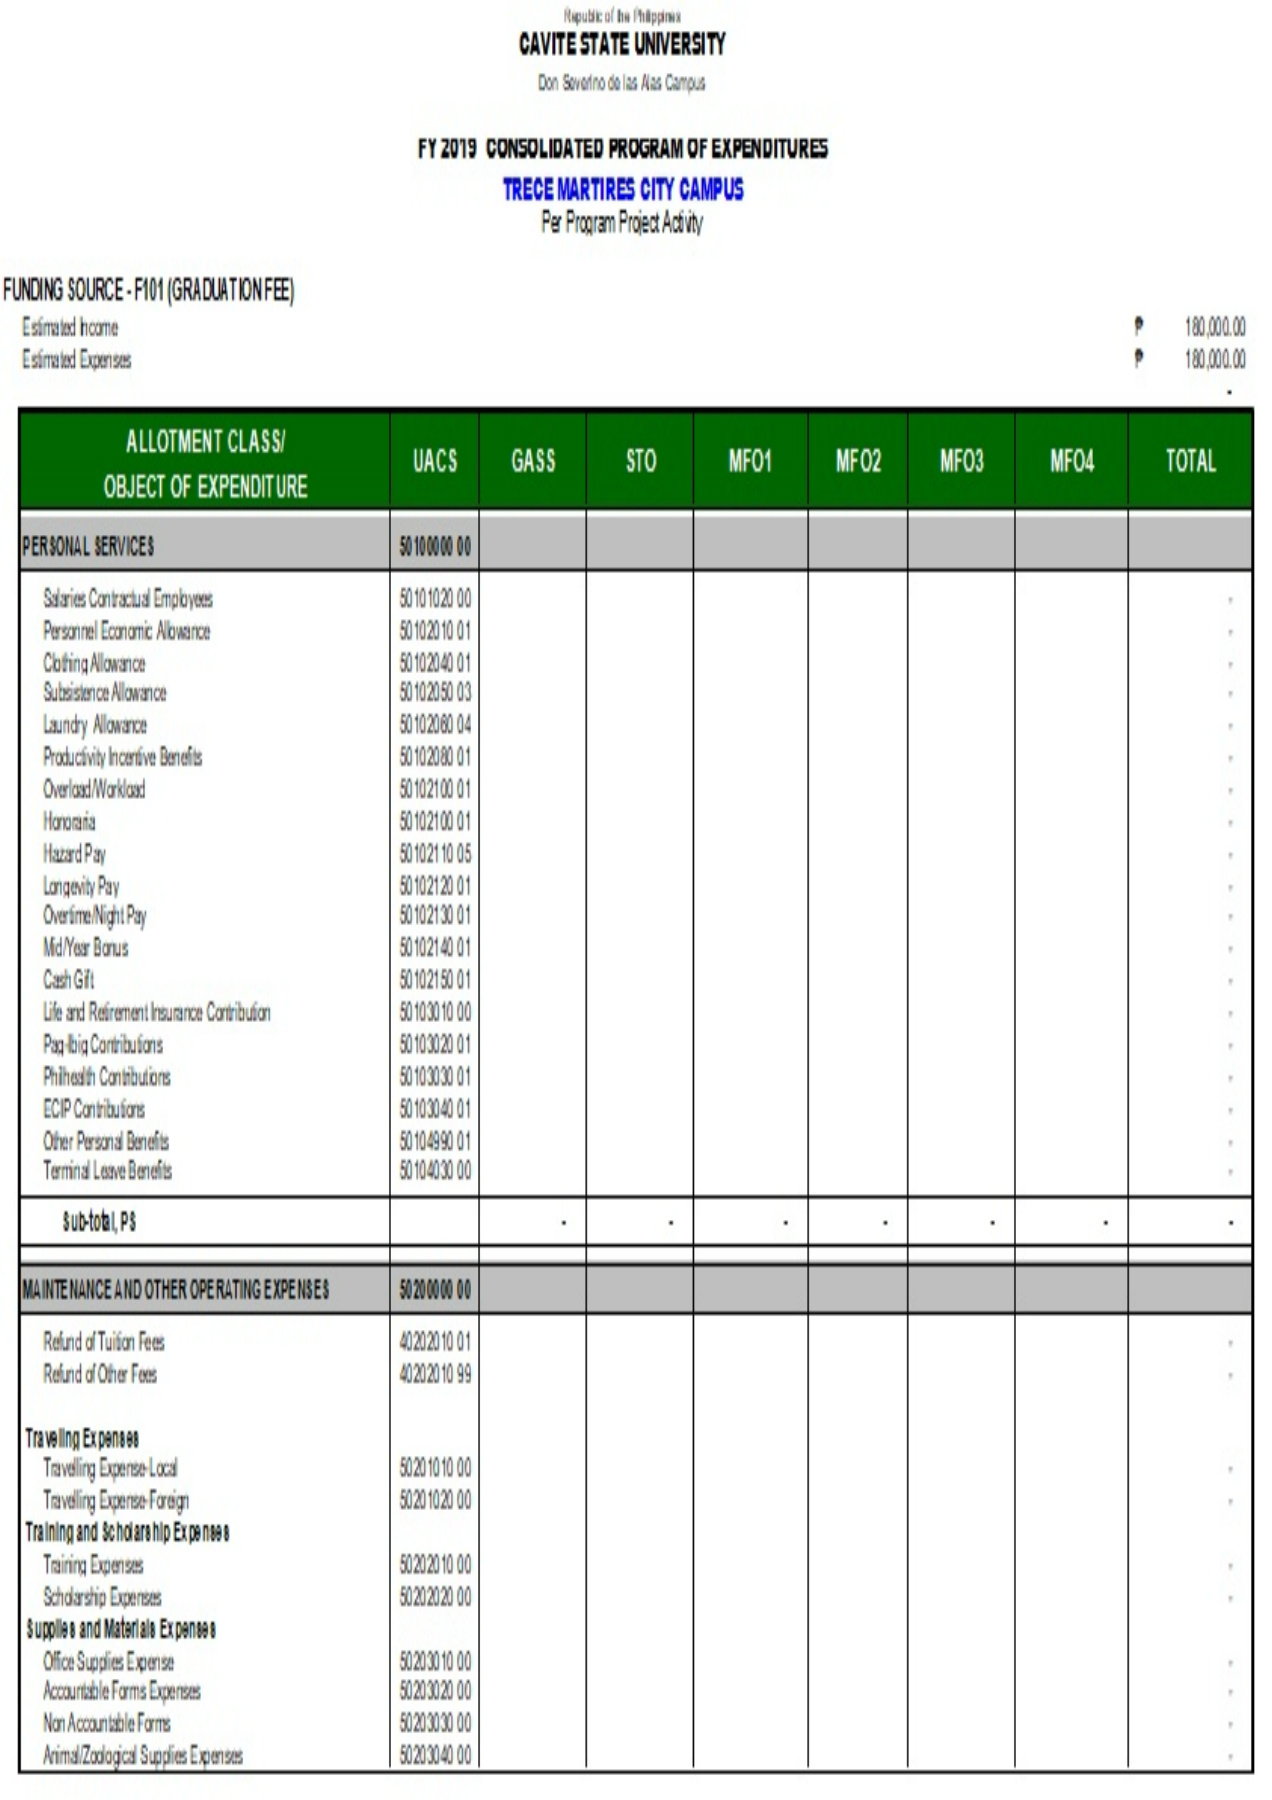 Republic of the Philippines
CAVITE STATE UNIVERSITY
Don Severino de las Alas Campus
FY 2019 CONSOLIDATED PROGRAM OF EXPENDITURES
TRECE MARTIRES CITY CAMPUS
Per Program Project Activity
FUNDING SOURCE - F101 (GRADUATION FEE)
Estimated Income ₱ 180,000.00
Estimated Expenses ₱ 180,000.00
-
ALLOTMENT CLASS/ OBJECT OF EXPENDITURE UACS GASS STO MFO1 MFO2 MFO3 MFO4 TOTAL
PERSONAL SERVICES 50100000 00
Salaries Contractual Employees 50101020 00 -
Personnel Economic Allowance 50102010 01 -
Clothing Allowance 50102040 01 -
Subsistence Allowance 50102050 03 -
Laundry Allowance 50102060 04 -
Productivity Incentive Benefits 50102080 01 -
Overload/Workload 50102100 01 -
Honoraria 50102100 01 -
Hazard Pay 50102110 05 -
Longevity Pay 50102120 01 -
Overtime/Night Pay 50102130 01 -
Mid/Year Bonus 50102140 01 -
Cash Gift 50102150 01 -
Life and Retirement Insurance Contribution 50103010 00 -
Pag-Ibig Contributions 50103020 01 -
Philhealth Contributions 50103030 01 -
ECIP Contributions 50103040 01 -
Other Personal Benefits 50104990 01 -
Terminal Leave Benefits 50104030 00 -
Sub-total, PS - - - - - - -
MAINTENANCE AND OTHER OPERATING EXPENSES 50200000 00
Refund of Tuition Fees 40202010 01 -
Refund of Other Fees 40202010 99 -
Traveling Expenses
Travelling Expense-Local 50201010 00 -
Travelling Expense-Foreign 50201020 00 -
Training and Scholarship Expenses
Training Expenses 50202010 00 -
Scholarship Expenses 50202020 00 -
Supplies and Materials Expenses
Office Supplies Expense 50203010 00 -
Accountable Forms Expenses 50203020 00 -
Non Accountable Forms 50203030 00 -
Animal/Zoological Supplies Expenses 50203040 00 -